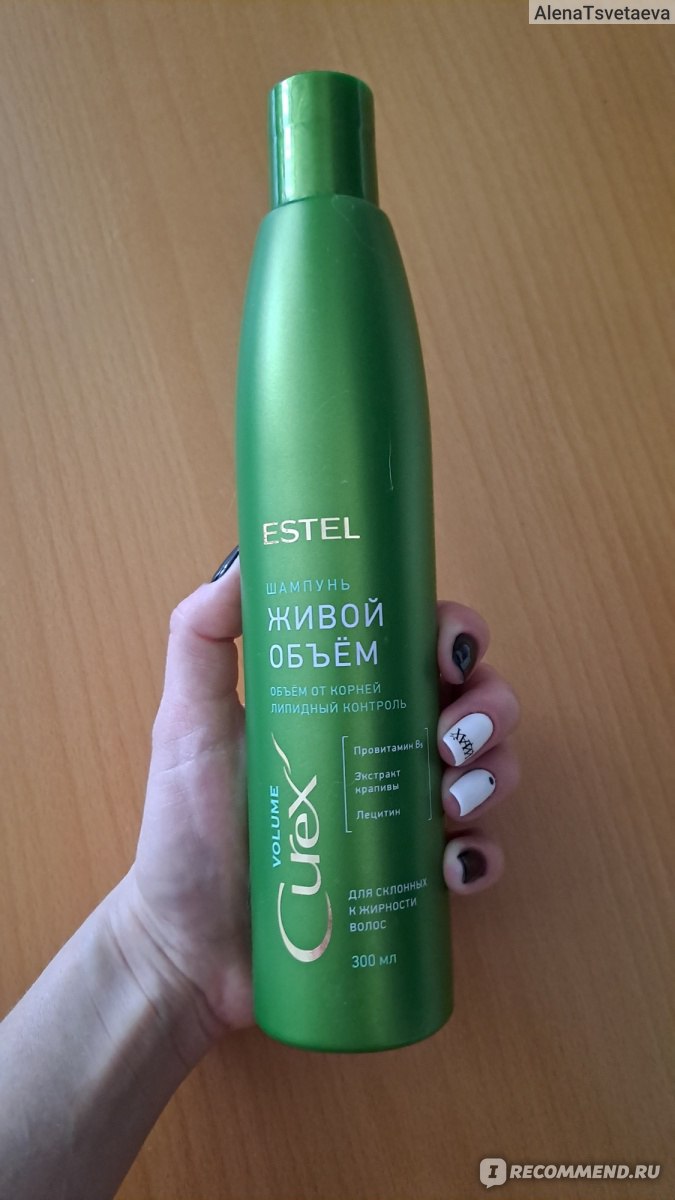 AlenaTsvetaeva
ESTEL
ШАМПУНЬ
ЖИВОЙ
ОБЪЁМ
ОБЪЁМ ОТ КОРНЕЙ
ЛИПИДНЫЙ КОНТРОЛЬ
VOLUME
Curex
Провитамин B₅
Экстракт
крапивы
Лецитин
ДЛЯ СКЛОННЫХ
К ЖИРНОСТИ
ВОЛОС
300 мл
IRECOMMEND.RU